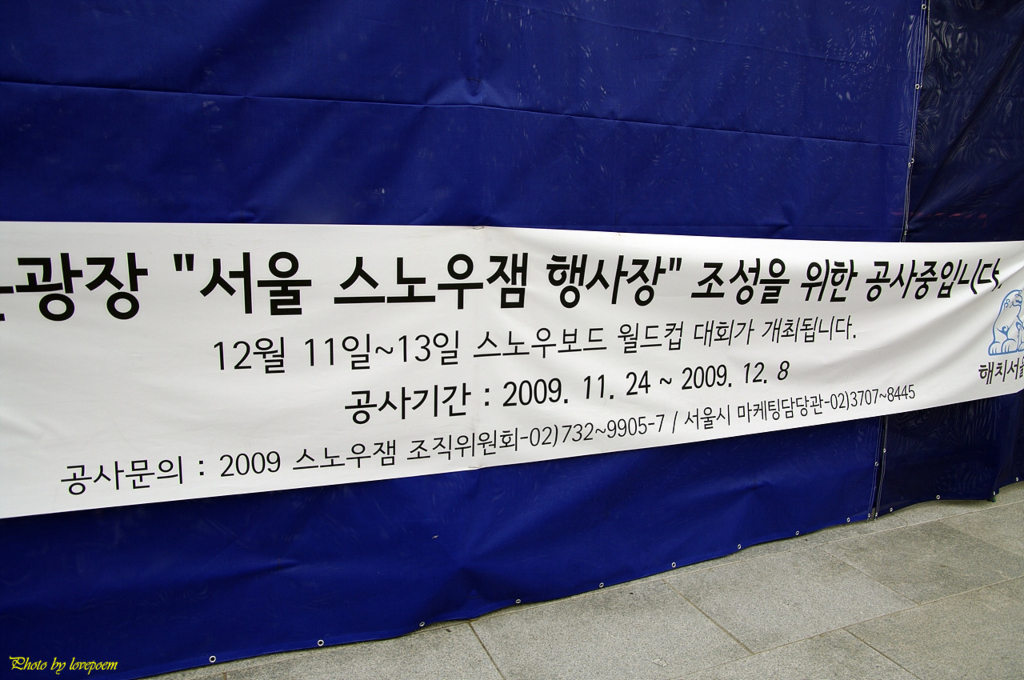 광장 "서울 스노우잼 행사장" 조성을 위한 공사중입니다.
12월 11일~13일 스노우보드 월드컵 대회가 개최됩니다.
공사기간 : 2009. 11. 24 ~ 2009. 12. 8
공사문의 : 2009 스노우잼 조직위원회-02)732~9905-7 / 서울시 마케팅담당관-02)3707~8445
해치서울
Photo by lovepoem